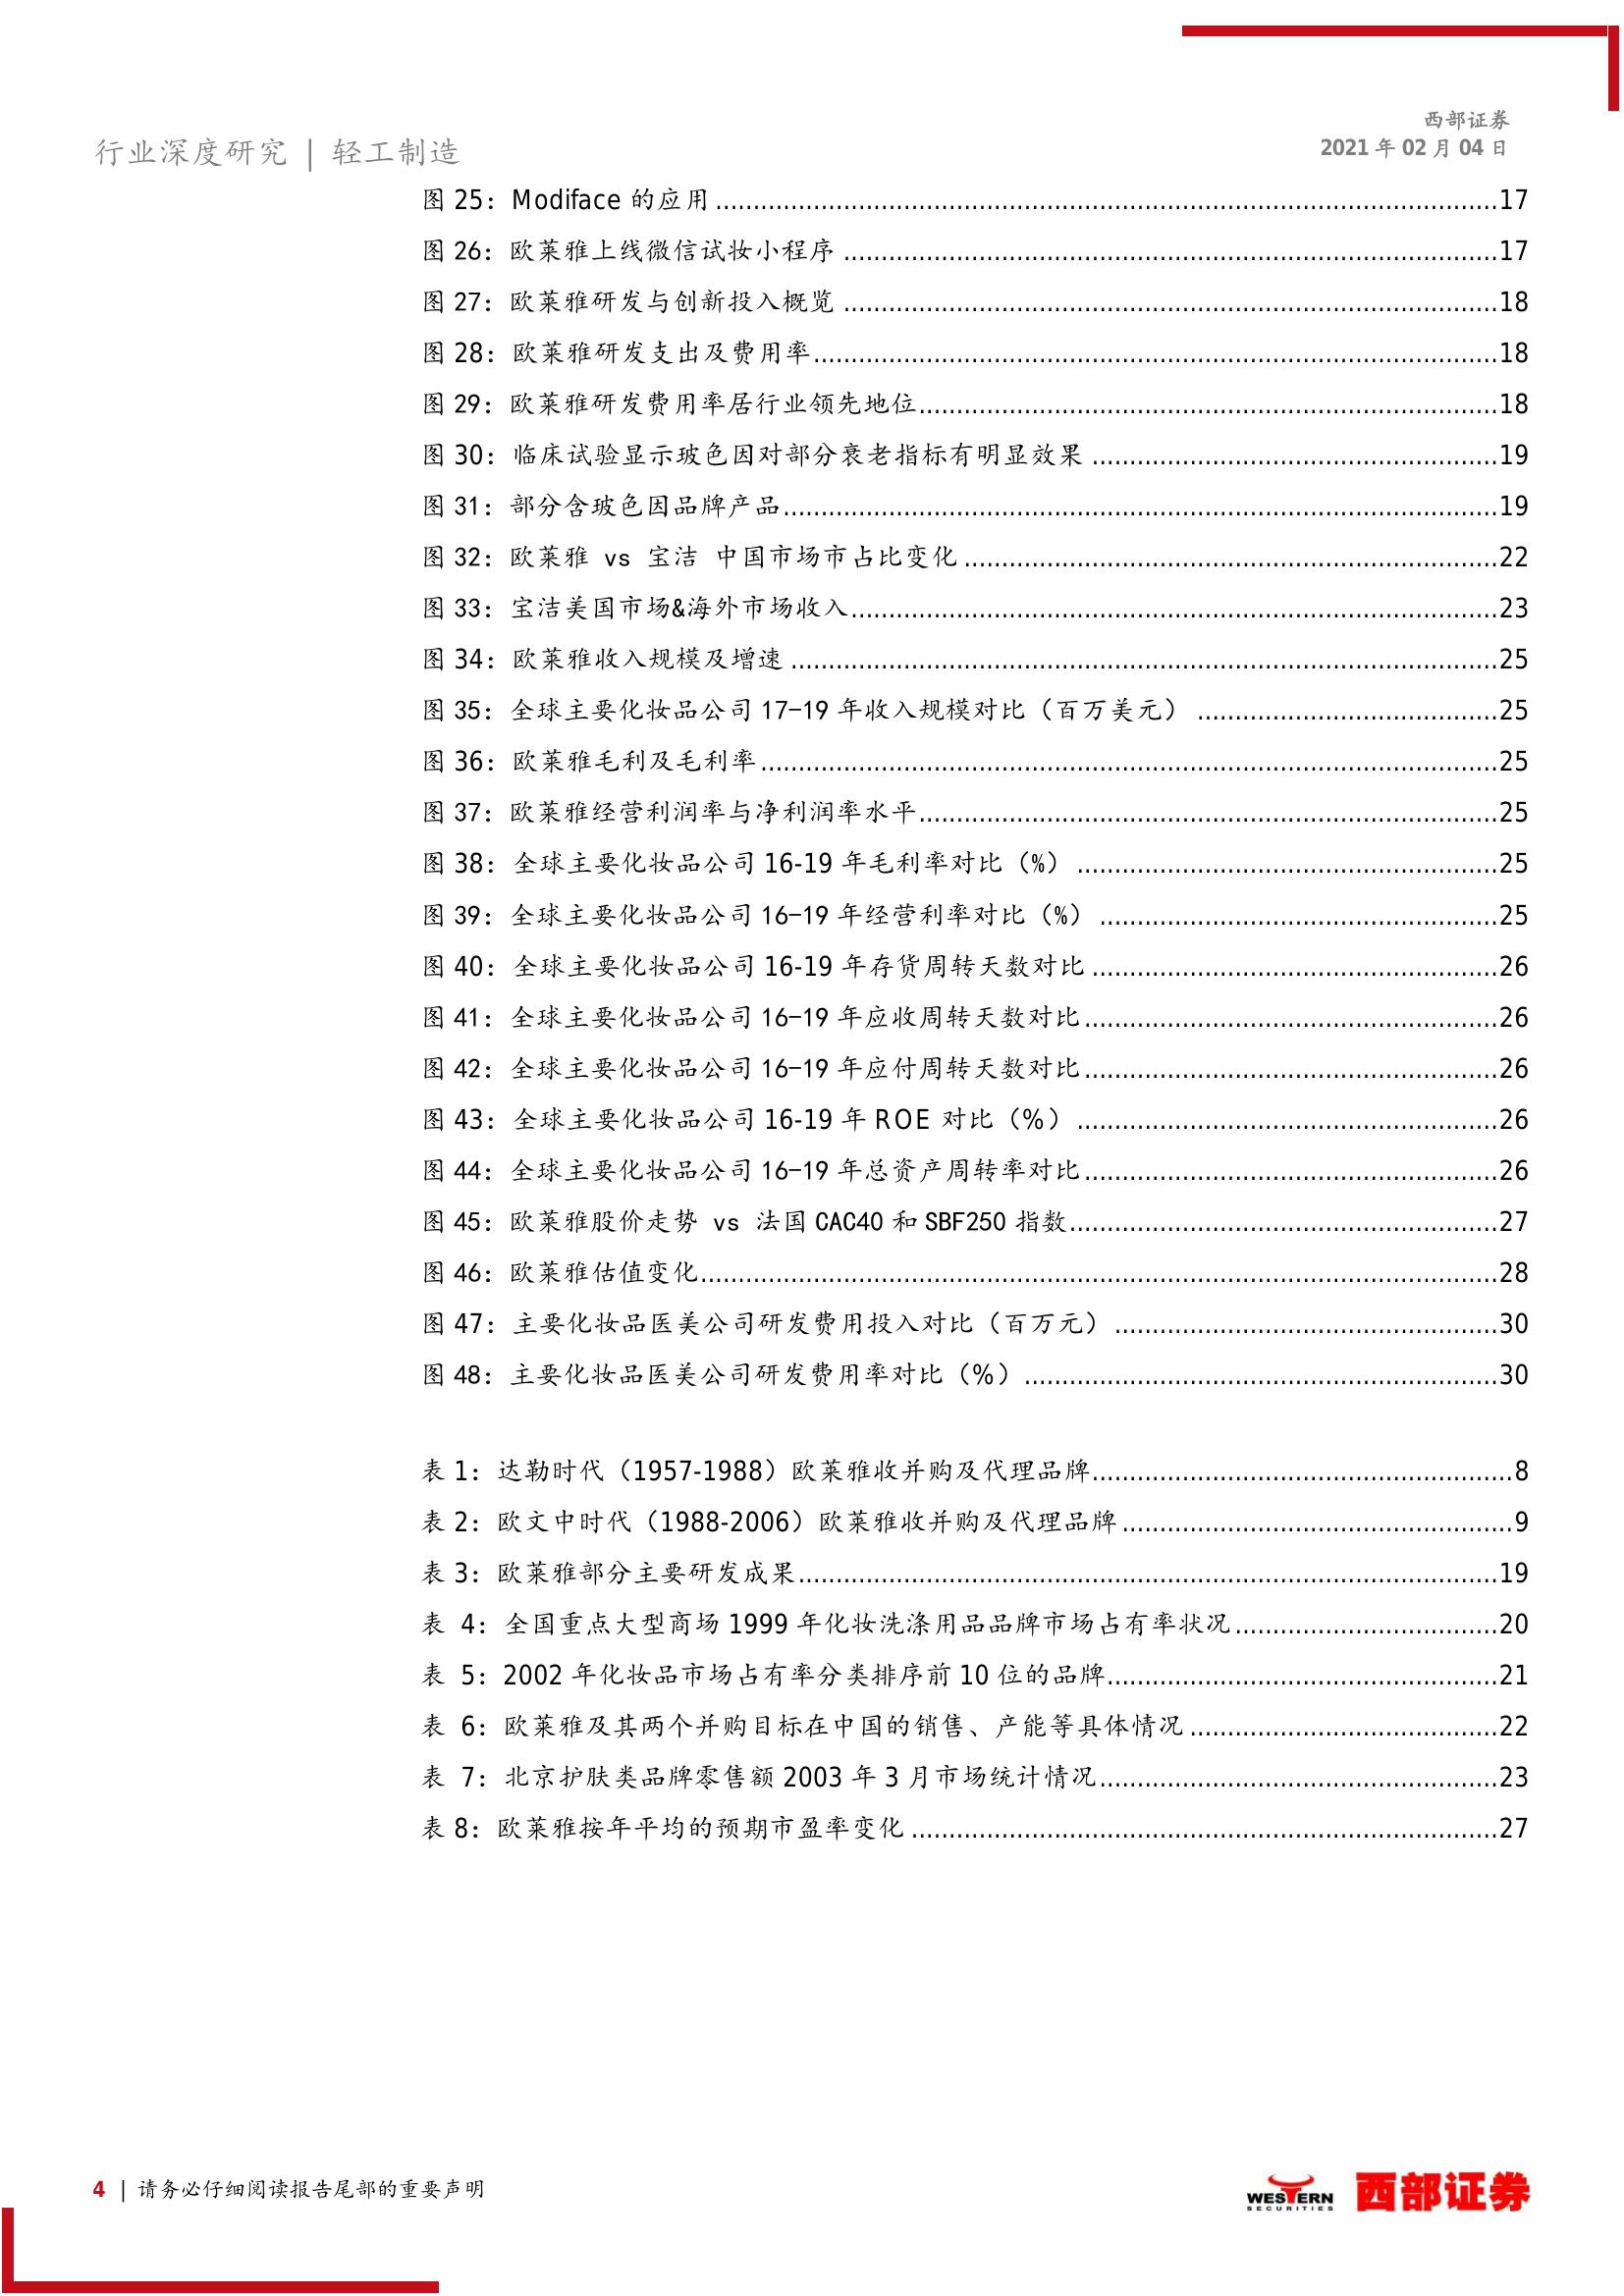 西部证券
行业深度研究 | 轻工制造
2021 年 02 月 04 日
图 25：Modiface 的应用 ........ 17
图 26：欧莱雅上线微信试妆小程序 ........ 17
图 27：欧莱雅研发与创新投入概览 ........ 18
图 28：欧莱雅研发支出及费用率 ........ 18
图 29：欧莱雅研发费用率居行业领先地位 ........ 18
图 30：临床试验显示玻色因对部分衰老指标有明显效果 ........ 19
图 31：部分含玻色因品牌产品 ........ 19
图 32：欧莱雅 vs 宝洁 中国市场市占比变化 ........ 22
图 33：宝洁美国市场&海外市场收入 ........ 23
图 34：欧莱雅收入规模及增速 ........ 25
图 35：全球主要化妆品公司 17-19 年收入规模对比（百万美元） ........ 25
图 36：欧莱雅毛利及毛利率 ........ 25
图 37：欧莱雅经营利润率与净利润率水平 ........ 25
图 38：全球主要化妆品公司 16-19 年毛利率对比（%） ........ 25
图 39：全球主要化妆品公司 16-19 年经营利率对比（%） ........ 25
图 40：全球主要化妆品公司 16-19 年存货周转天数对比 ........ 26
图 41：全球主要化妆品公司 16-19 年应收周转天数对比 ........ 26
图 42：全球主要化妆品公司 16-19 年应付周转天数对比 ........ 26
图 43：全球主要化妆品公司 16-19 年 ROE 对比（%） ........ 26
图 44：全球主要化妆品公司 16-19 年总资产周转率对比 ........ 26
图 45：欧莱雅股价走势 vs 法国 CAC40 和 SBF250 指数 ........ 27
图 46：欧莱雅估值变化 ........ 28
图 47：主要化妆品医美公司研发费用投入对比（百万元） ........ 30
图 48：主要化妆品医美公司研发费用率对比（%） ........ 30
表 1：达勒时代（1957-1988）欧莱雅收并购及代理品牌 ........ 8
表 2：欧文中时代（1988-2006）欧莱雅收并购及代理品牌 ........ 9
表 3：欧莱雅部分主要研发成果 ........ 19
表 4：全国重点大型商场 1999 年化妆洗涤用品品牌市场占有率状况 ........ 20
表 5：2002 年化妆品市场占有率分类排序前 10 位的品牌 ........ 21
表 6：欧莱雅及其两个并购目标在中国的销售、产能等具体情况 ........ 22
表 7：北京护肤类品牌零售额 2003 年 3 月市场统计情况 ........ 23
表 8：欧莱雅按年平均的预期市盈率变化 ........ 27
4 | 请务必仔细阅读报告尾部的重要声明
WESTERN
SECURITIES
西部证券